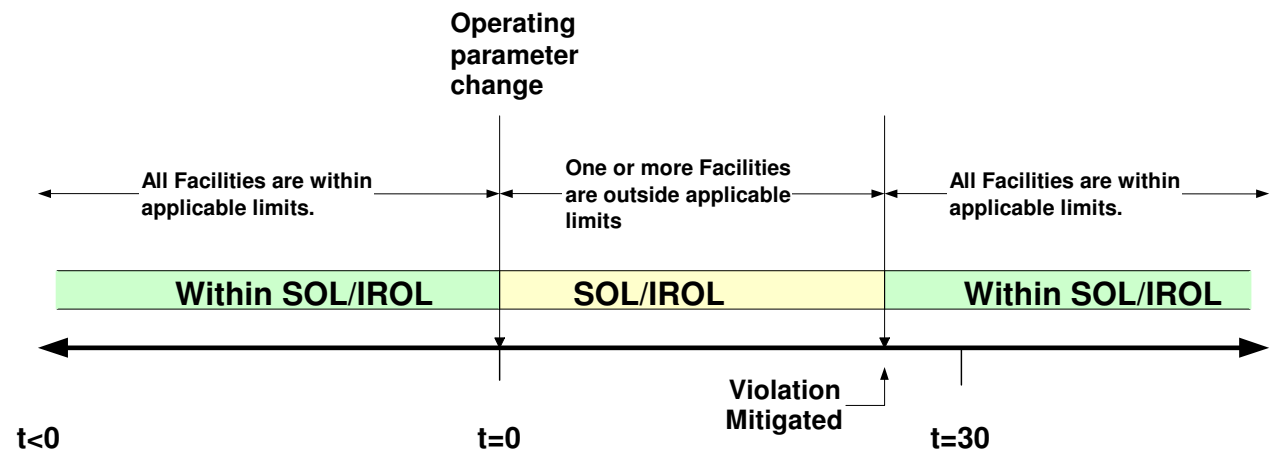 Operating
parameter
change
All Facilities are within
applicable limits.
One or more Facilities
are outside applicable
limits
All Facilities are within
applicable limits.
Within SOL/IROL
SOL/IROL
Within SOL/IROL
Violation
Mitigated
t<0
t=0
t=30